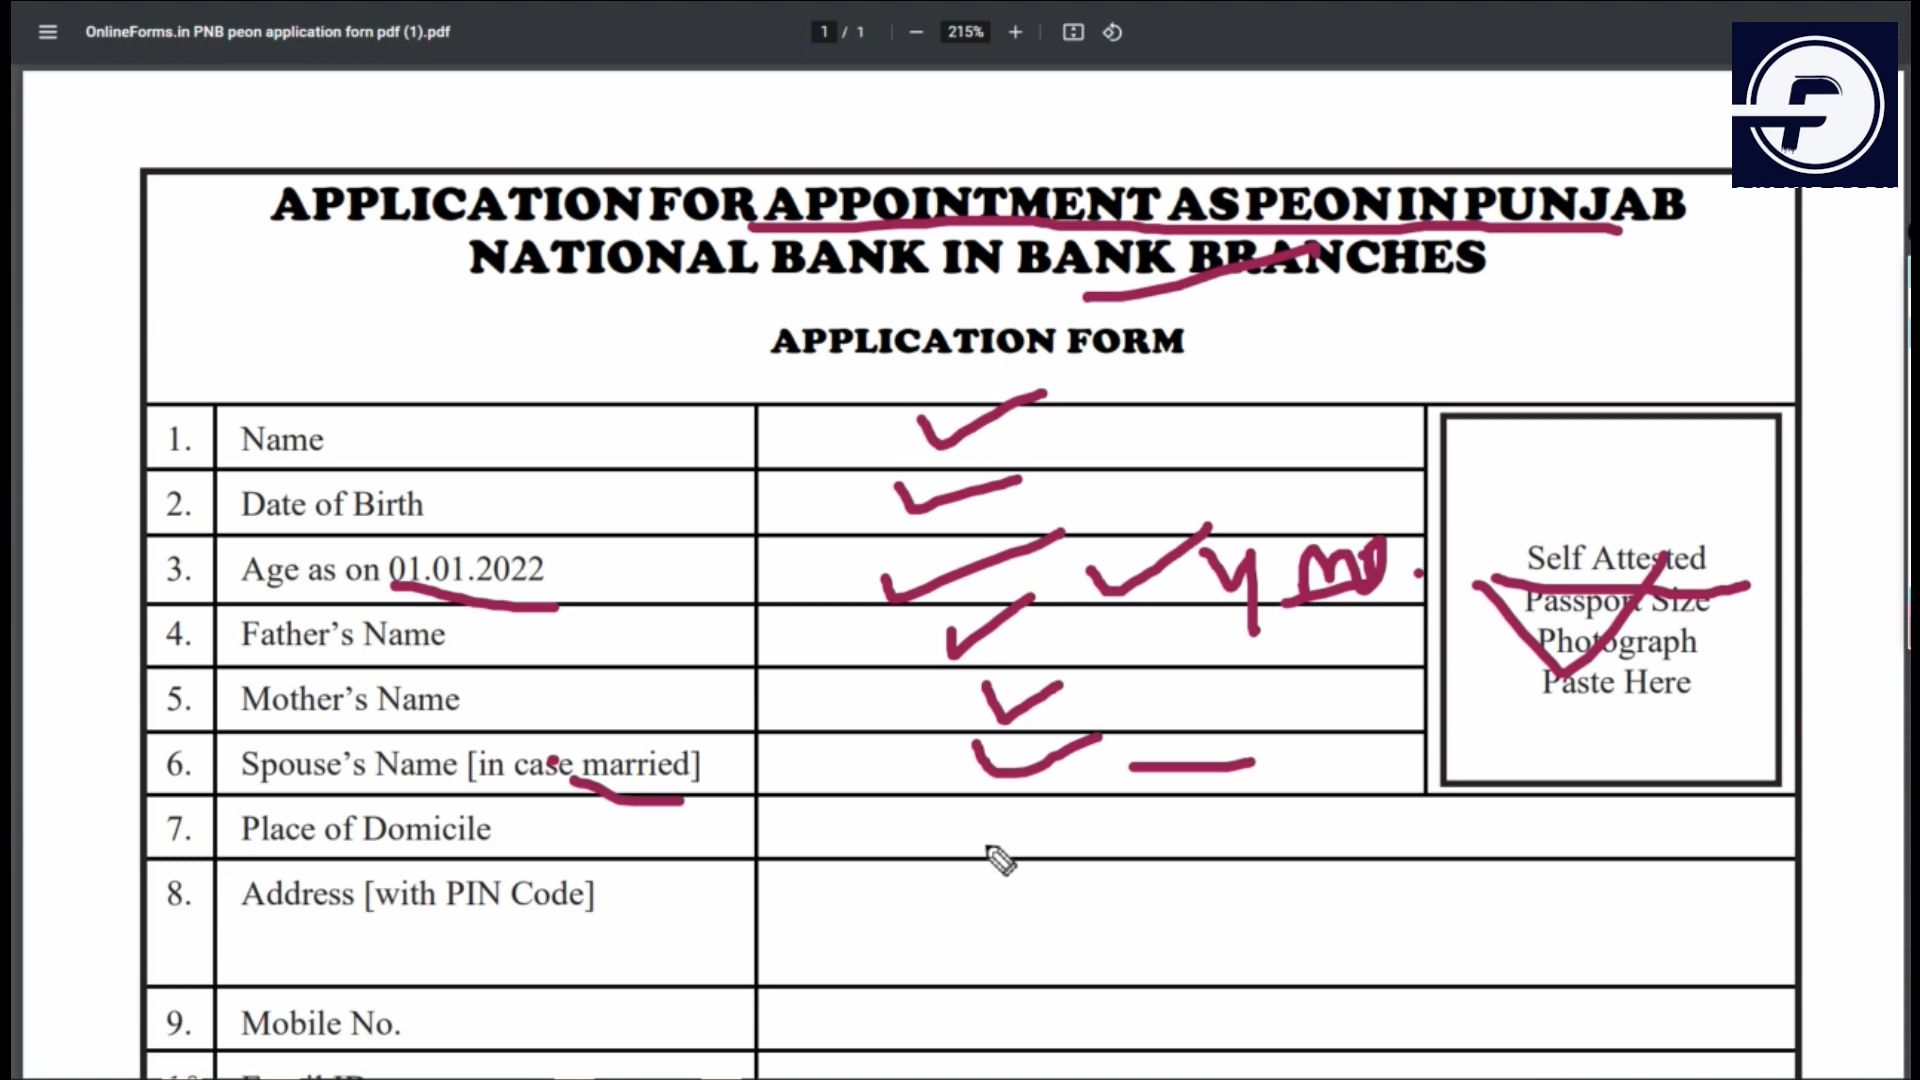 OnlineForms.in PNB peon application forn pdf (1).pdf
1 / 1
215%
APPLICATION FOR APPOINTMENT AS PEON IN PUNJAB
NATIONAL BANK IN BANK BRANCHES
APPLICATION FORM
1. Name
2. Date of Birth
3. Age as on 01.01.2022
4. Father's Name
5. Mother's Name
6. Spouse's Name [in case married]
Self Attested
Passport Size
Photograph
Paste Here
7. Place of Domicile
8. Address [with PIN Code]
9. Mobile No.